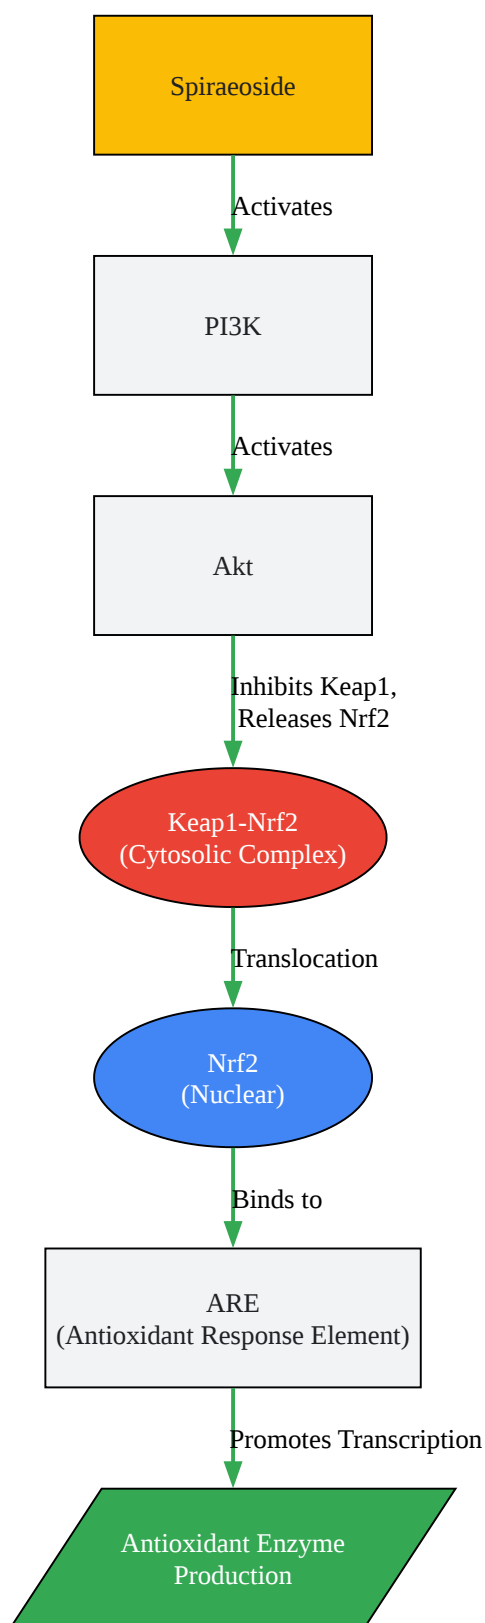 Spiraeoside
Activates
PI3K
Activates
Akt
Inhibits Keap1,
Releases Nrf2
Keap1-Nrf2
(Cytosolic Complex)
Translocation
Nrf2
(Nuclear)
Binds to
ARE
(Antioxidant Response Element)
Promotes Transcription
Antioxidant Enzyme
Production